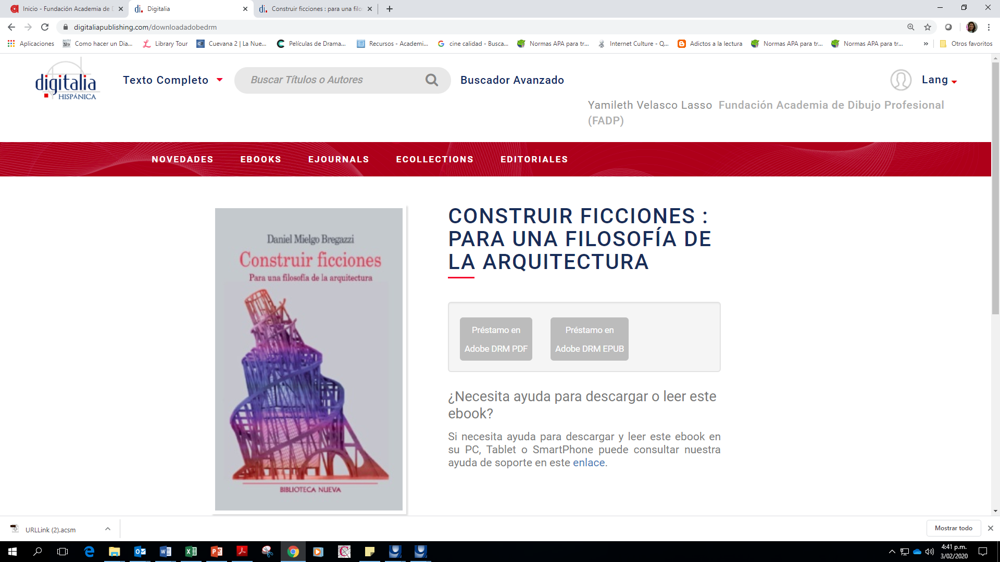 Inicio - Fundación Academia de D
Digitalia
Construir ficciones : para una filo
digitaliapublishing.com/downloadadobedrm
Aplicaciones
Como hacer un Dia...
Library Tour
Cuevana 2 | La Nue...
Películas de Drama...
Recursos - Academi...
cine calidad - Busca...
Normas APA para tr...
Internet Culture - Q...
Adictos a la lectura
Normas APA para tr...
Normas APA para tr...
»
Otros favoritos
digitalia
HISPÁNICA
Texto Completo
Buscar Títulos o Autores
Buscador Avanzado
Lang
Yamileth Velasco Lasso Fundación Academia de Dibujo Profesional
(FADP)
NOVEDADES
EBOOKS
EJOURNALS
ECOLLECTIONS
EDITORIALES
Daniel Mielgo Bregazzi
Construir ficciones
Para una filosofía de la arquitectura
BIBLIOTECA NUEVA
CONSTRUIR FICCIONES :
PARA UNA FILOSOFÍA DE
LA ARQUITECTURA
Préstamo en
Adobe DRM PDF
Préstamo en
Adobe DRM EPUB
¿Necesita ayuda para descargar o leer este
ebook?
Si necesita ayuda para descargar y leer este ebook en
su PC, Tablet o SmartPhone puede consultar nuestra
ayuda de soporte en este enlace.
URLLink (2).acsm
Mostrar todo
4:41 p.m.
3/02/2020